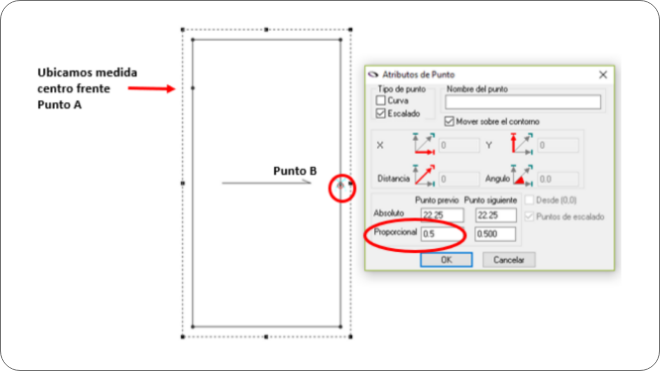 Ubicamos medida
centro frente
Punto A
Punto B
Atributos de Punto
Tipo de punto
Curva
Escalado
Nombre del punto
Mover sobre el contorno
X
0
Y
0
Distancia
0
Angulo
0.0
Punto previo Punto siguiente
Desde (0,0)
Absoluto
22.25
22.25
Puntos de escalado
Proporcional
0.5
0.500
OK
Cancelar